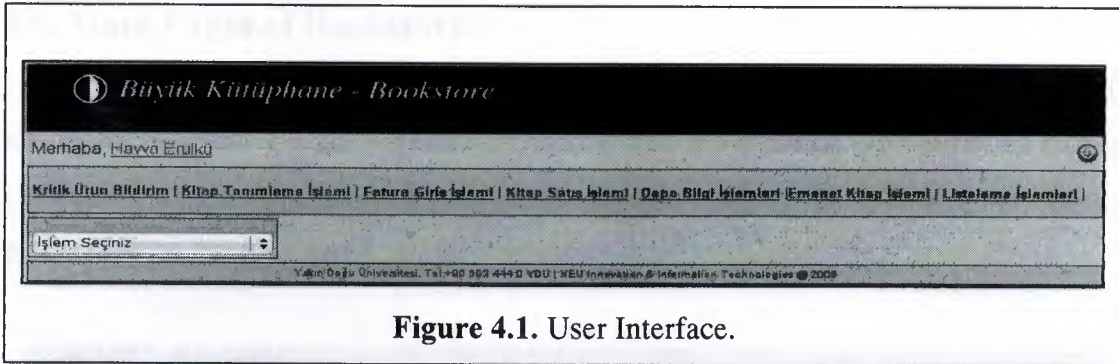 Büyük Kütüphane - Bookstore
Merhaba, Havva Erülkü
Kritik Ürün Bildirim | Kitap Tanımlama İşlemi | Fatura Giriş İşlemi | Kitap Satış İşlemi | Depo Bilgi İşlemleri |Emanet Kitap İşlemi | Listeleme İşlemleri |
İşlem Seçiniz
Yakın Doğu Üniversitesi. Tel:+90 392 444 0 YDU | NEU Innovation & Information Technologies @
Figure 4.1. User Interface.